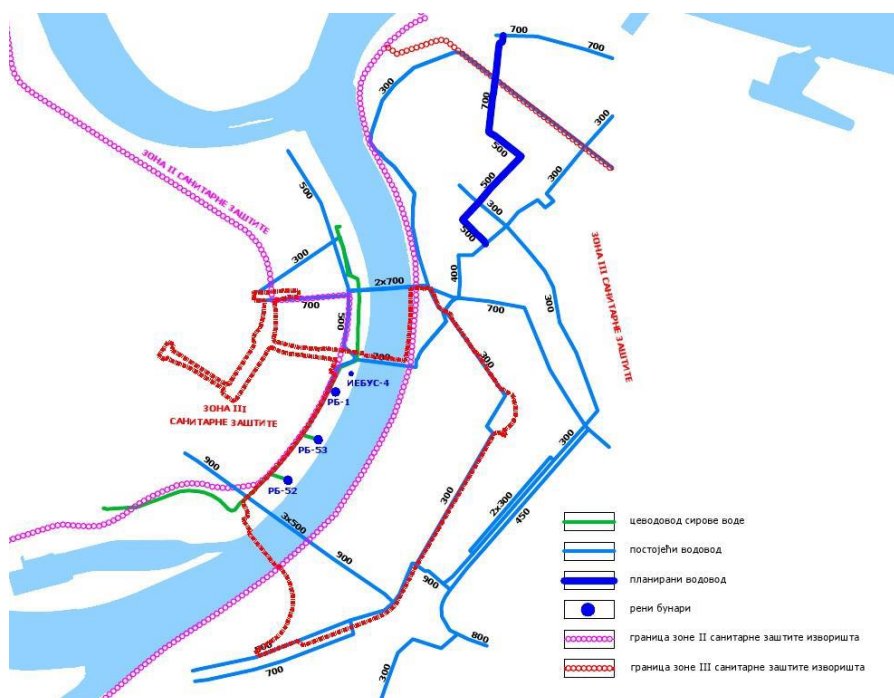 700
700
300
700
300
500
300
500
ЗОНА II САНИТАРНЕ ЗАШТИТЕ
500
300
500
300
400
2x700
700
500
700
300
ЗОНА III САНИТАРНЕ ЗАШТИТЕ
700
300
ИЕБУС-4
РБ-1
ЗОНА III
САНИТАРНЕ ЗАШТИТЕ
РБ-53
300
900
РБ-52
300
2x300
450
3x500
900
900
800
700
300
цеводовод сирове воде
постојећи водовод
планирани водовод
рени бунари
граница зоне II санитарне заштите изворишта
граница зоне III санитарне заштите изворишта